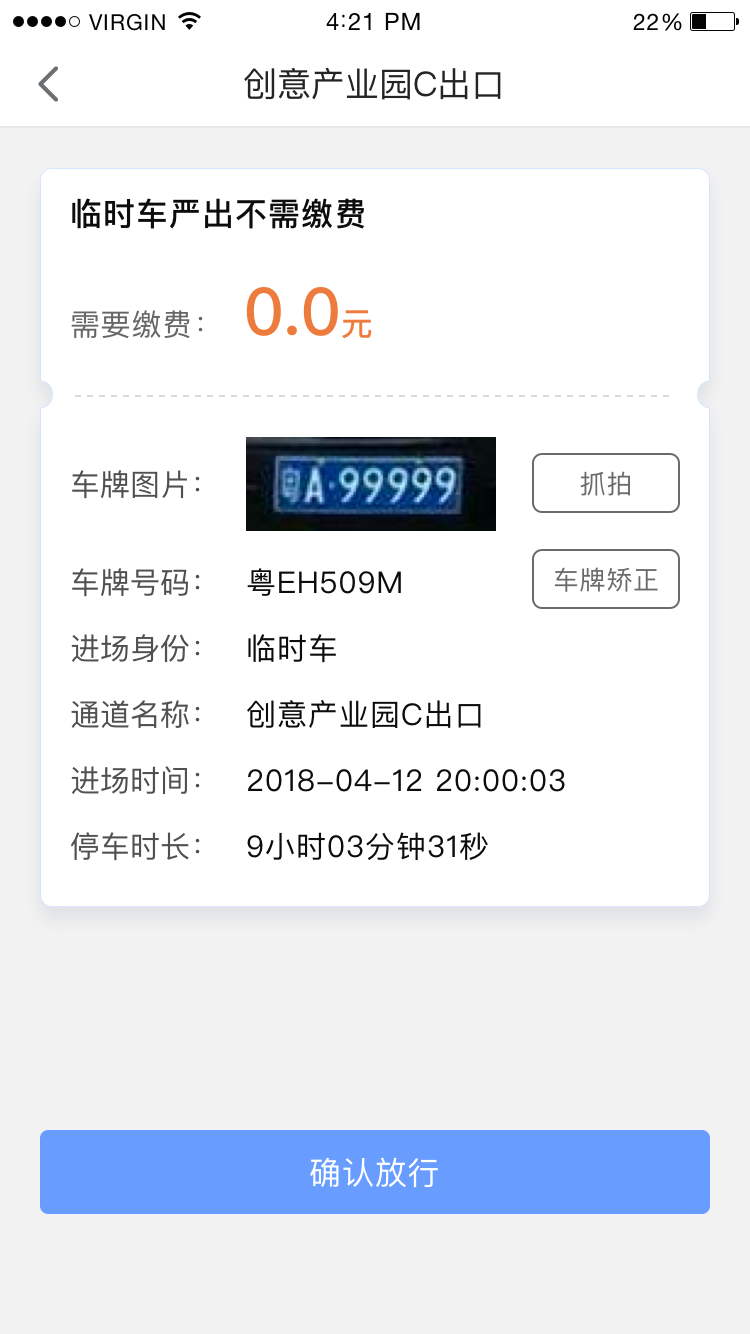 VIRGIN 4:21 PM 22%
创意产业园C出口
临时车严出不需缴费
需要缴费： 0.0元
车牌图片： 粤A·99999 抓拍
车牌号码： 粤EH509M 车牌矫正
进场身份： 临时车
通道名称： 创意产业园C出口
进场时间： 2018-04-12 20:00:03
停车时长： 9小时03分钟31秒
确认放行